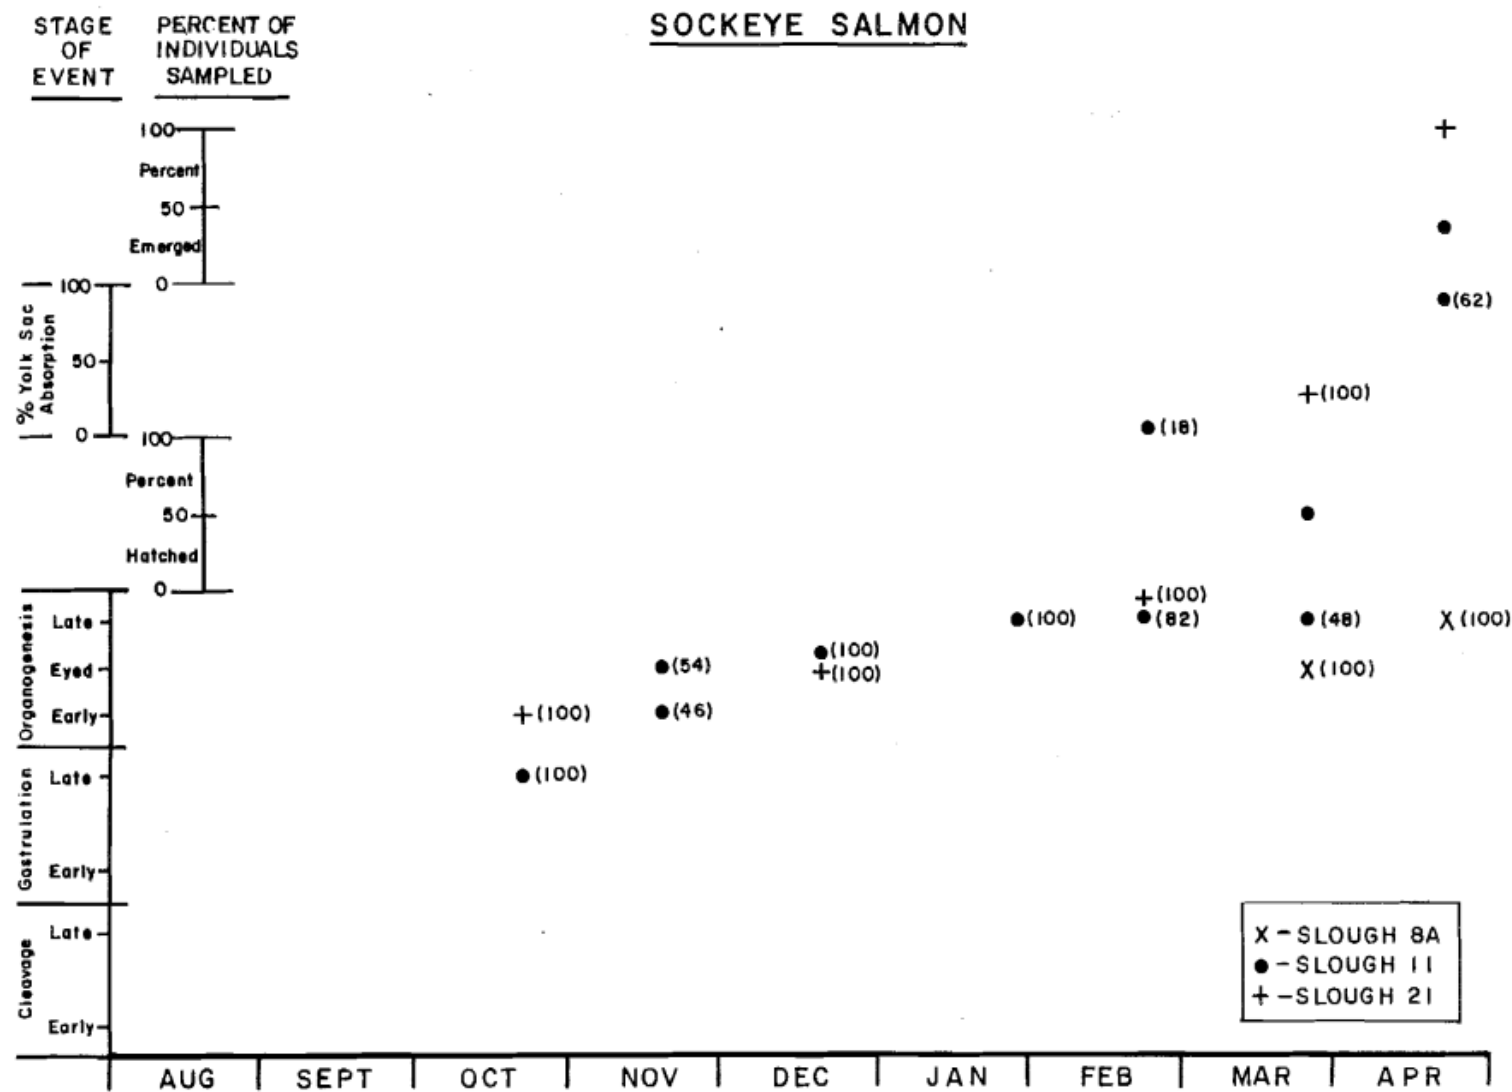 SOCKEYE SALMON
STAGE OF EVENT
PERCENT OF INDIVIDUALS SAMPLED
100
Percent
50
Emerged
0
% Yolk Sac Absorption
100
50
0
100
Percent
50
Hatched
0
Organogenesis
Late
Eyed
Early
Gastrulation
Late
Early
Cleavage
Late
Early
(62)
(100)
(18)
(100)
(100)
(82)
(48)
(100)
(100)
(54)
(100)
(100)
(100)
(46)
(100)
X - SLOUGH 8A
● - SLOUGH 11
+ - SLOUGH 21
AUG SEPT OCT NOV DEC JAN FEB MAR APR